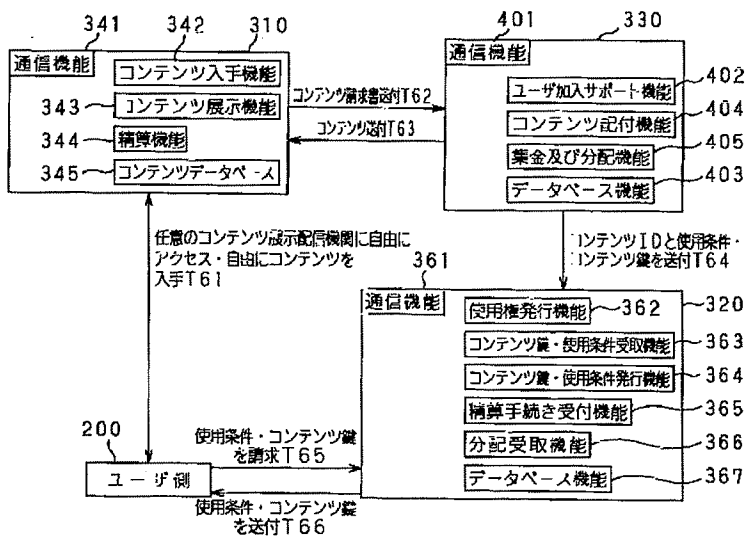 341
342
310
通信機能
コンテンツ入手機能
343
コンテンツ展示機能
344
精算機能
345
コンテンツデータベース
コンテンツ請求書送付T62
コンテンツ送付T63
401
330
通信機能
402
ユーザ加入サポート機能
404
コンテンツ配付機能
405
集金及び分配機能
403
データベース機能
任意のコンテンツ展示配信機関に自由に
アクセス・自由にコンテンツを
入手T61
コンテンツIDと使用条件・
コンテンツ鍵を送付T64
361
320
通信機能
362
使用権発行機能
363
コンテンツ鍵・使用条件受取機能
364
コンテンツ鍵・使用条件発行機能
365
精算手続き受付機能
366
分配受取機能
367
データベース機能
200
ユーザ側
使用条件・コンテンツ鍵
を請求T65
使用条件・コンテンツ鍵
を送付T66